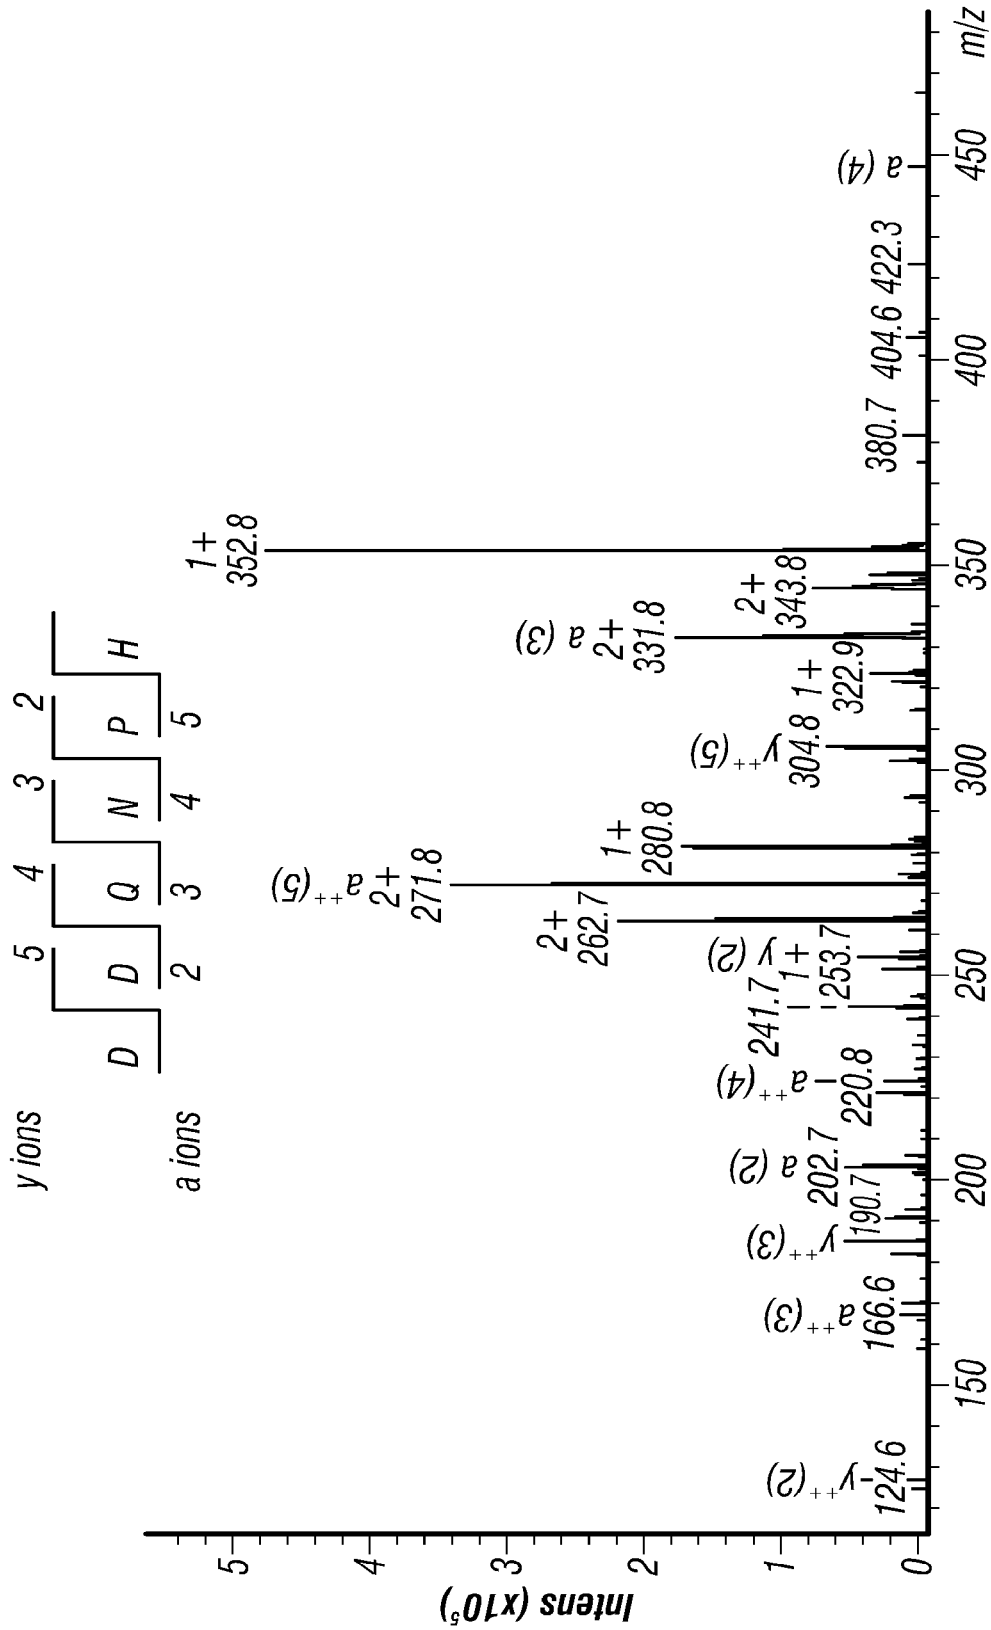 y ions 5 4 3 2
D D Q N P H
a ions 2 3 4 5
Intens (x10⁵)
5
4
3
2
1
0
y⁺⁺(2)
124.6
a⁺⁺(3)
166.6
y⁺⁺(3)
190.7
a (2)
202.7
a⁺⁺(4)
220.8
241.7
y (2)
1+
253.7
2+
262.7
a⁺⁺(5)
2+
271.8
1+
280.8
y⁺⁺(5)
304.8
1+
322.9
a (3)
2+
331.8
2+
343.8
1+
352.8
380.7
404.6
422.3
a (4)
150 200 250 300 350 400 450 m/z